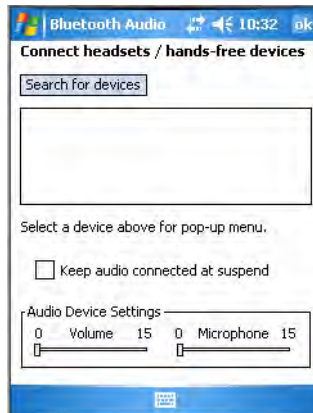 Bluetooth Audio 10:32 ok
Connect headsets / hands-free devices
Search for devices
Select a device above for pop-up menu.
Keep audio connected at suspend
Audio Device Settings
0 Volume 15 0 Microphone 15